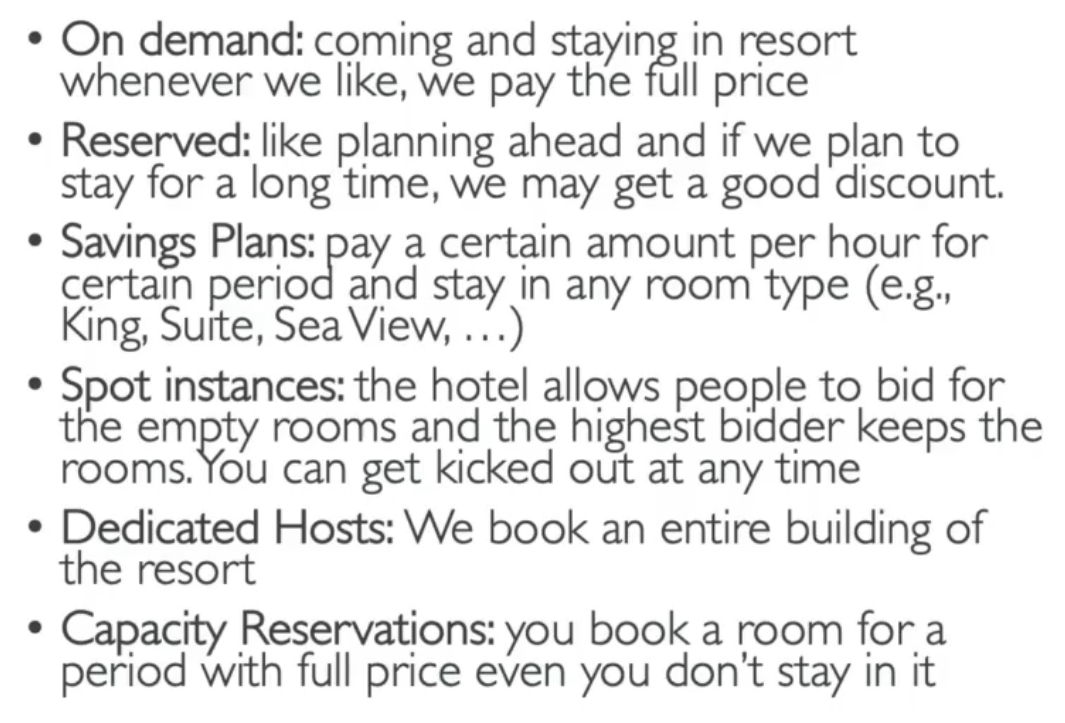 • On demand: coming and staying in resort
whenever we like, we pay the full price
• Reserved: like planning ahead and if we plan to
stay for a long time, we may get a good discount.
• Savings Plans: pay a certain amount per hour for
certain period and stay in any room type (e.g.,
King, Suite, Sea View, …)
• Spot instances: the hotel allows people to bid for
the empty rooms and the highest bidder keeps the
rooms. You can get kicked out at any time
• Dedicated Hosts: We book an entire building of
the resort
• Capacity Reservations: you book a room for a
period with full price even you don’t stay in it